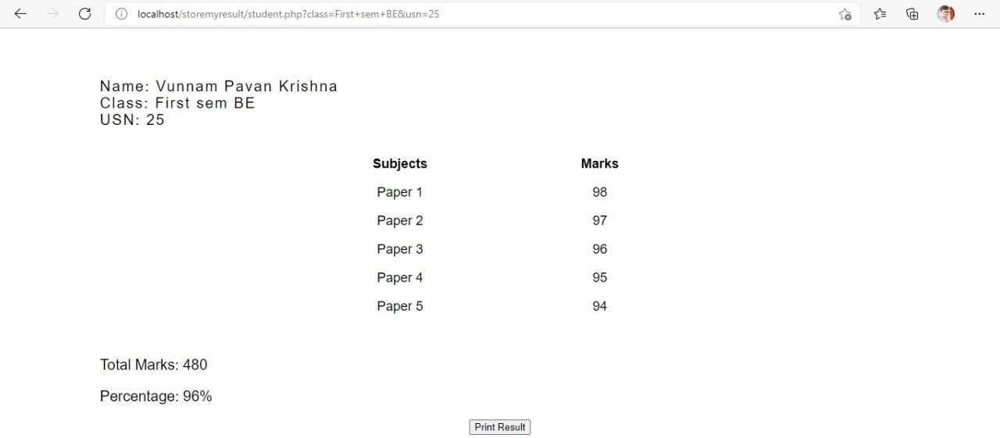 localhost/storemyresult/student.php?class=First+sem+BE&usn=25
Name: Vunnam Pavan Krishna
Class: First sem BE
USN: 25
Subjects Marks
Paper 1 98
Paper 2 97
Paper 3 96
Paper 4 95
Paper 5 94
Total Marks: 480
Percentage: 96%
Print Result